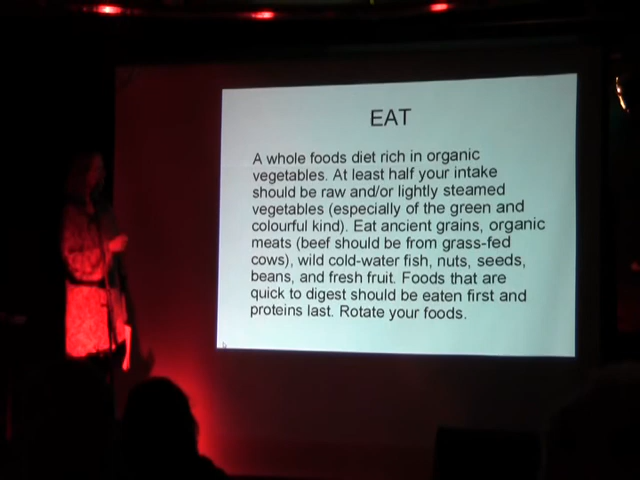 EAT
A whole foods diet rich in organic
vegetables. At least half your intake
should be raw and/or lightly steamed
vegetables (especially of the green and
colourful kind). Eat ancient grains, organic
meats (beef should be from grass-fed
cows), wild cold-water fish, nuts, seeds,
beans, and fresh fruit. Foods that are
quick to digest should be eaten first and
proteins last. Rotate your foods.